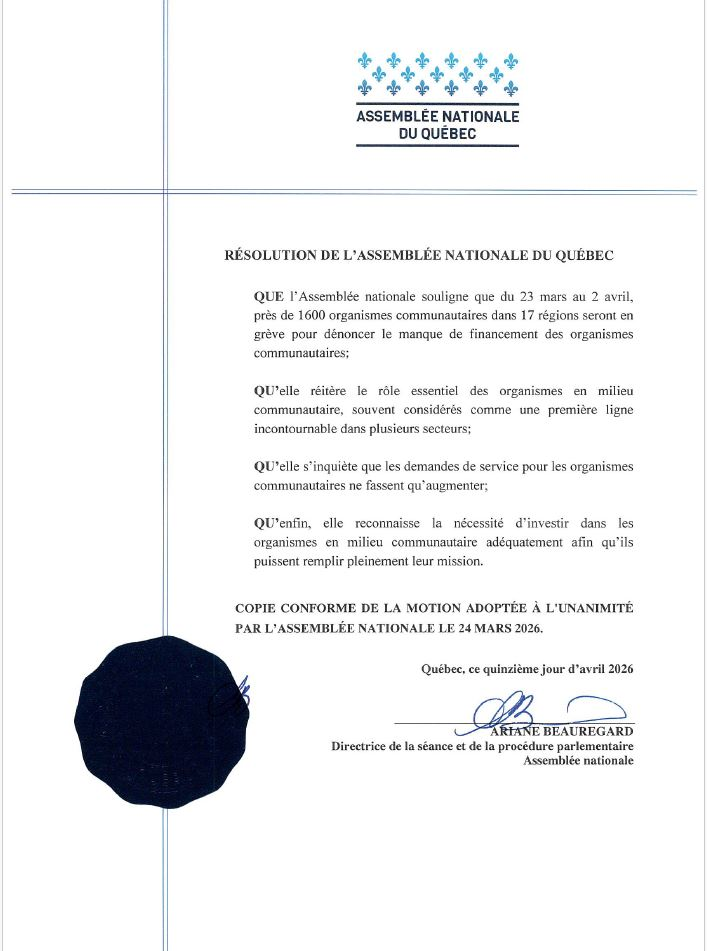 ASSEMBLÉE NATIONALE
DU QUÉBEC
RÉSOLUTION DE L'ASSEMBLÉE NATIONALE DU QUÉBEC
QUE l'Assemblée nationale souligne que du 23 mars au 2 avril,
près de 1600 organismes communautaires dans 17 régions seront en
grève pour dénoncer le manque de financement des organismes
communautaires;
QU'elle réitère le rôle essentiel des organismes en milieu
communautaire, souvent considérés comme une première ligne
incontournable dans plusieurs secteurs;
QU'elle s'inquiète que les demandes de service pour les organismes
communautaires ne fassent qu'augmenter;
QU'enfin, elle reconnaisse la nécessité d'investir dans les
organismes en milieu communautaire adéquatement afin qu'ils
puissent remplir pleinement leur mission.
COPIE CONFORME DE LA MOTION ADOPTÉE À L'UNANIMITÉ
PAR L'ASSEMBLÉE NATIONALE LE 24 MARS 2026.
Québec, ce quinzième jour d'avril 2026
ARIANE BEAUREGARD
Directrice de la séance et de la procédure parlementaire
Assemblée nationale